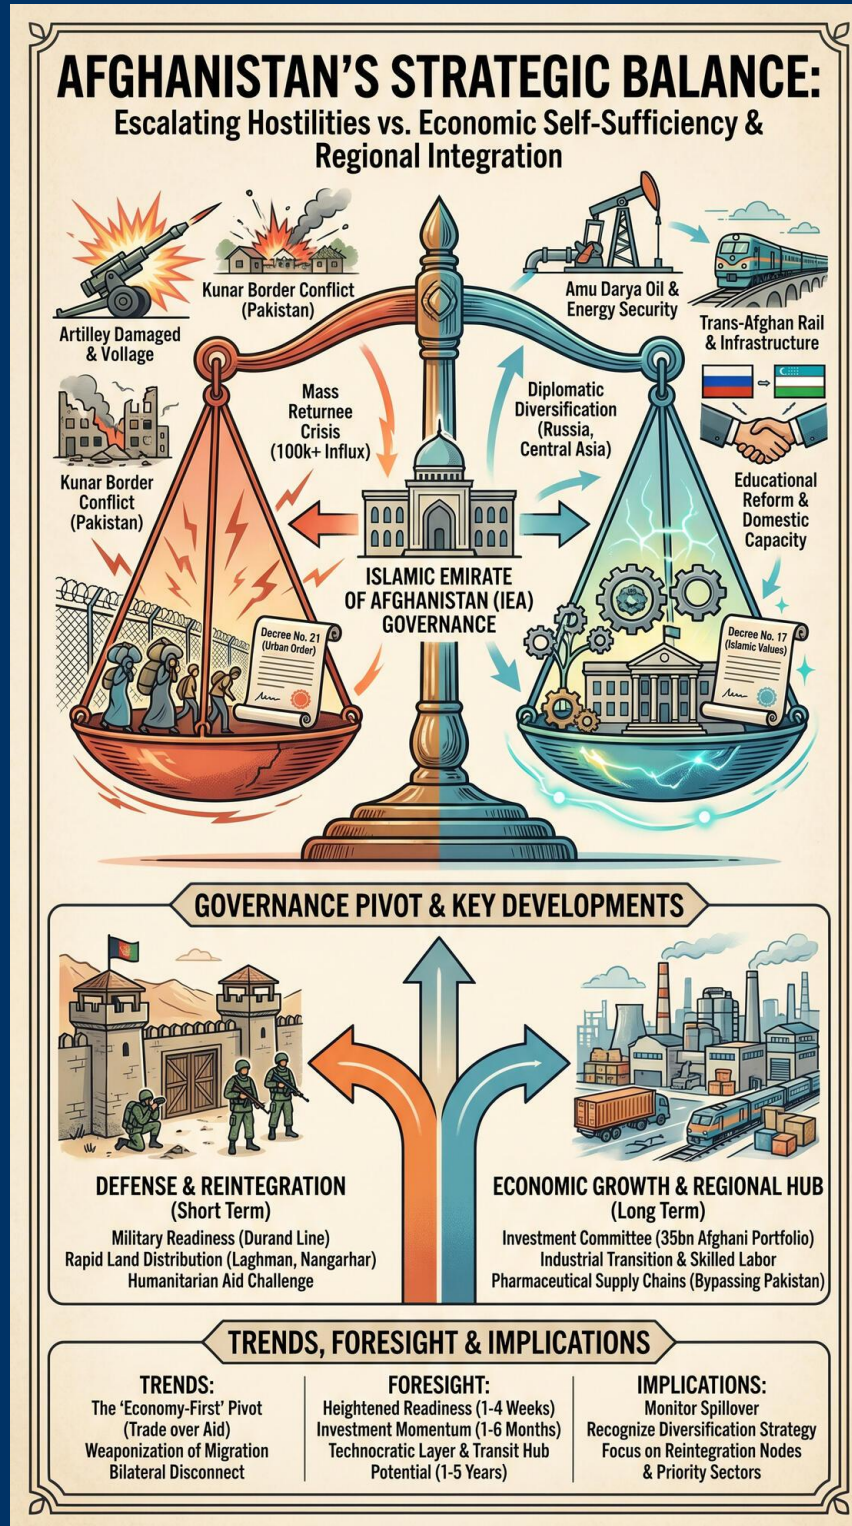 AFGHANISTAN'S STRATEGIC BALANCE:
Escalating Hostilities vs. Economic Self-Sufficiency &
Regional Integration
Artilley Damaged
& Vollage
Kunar Border Conflict
(Pakistan)
Amu Darya Oil &
Energy Security
Trans-Afghan Rail
& Infrastructure
Kunar Border
Conflict
(Pakistan)
Mass
Returnee
Crisis
(100k+ Influx)
Diplomatic
Diversification
(Russia,
Central Asia)
Educational
Reform &
Domestic
Capacity
ISLAMIC EMIRATE
OF AFGHANISTAN (IEA)
GOVERNANCE
Decree No. 21
(Urban Order)
Decree No. 17
(Islamic Values)
GOVERNANCE PIVOT & KEY DEVELOPMENTS
DEFENSE & REINTEGRATION
(Short Term)
Military Readiness (Durand Line)
Rapid Land Distribution (Laghman, Nangarhar)
Humanitarian Aid Challenge
ECONOMIC GROWTH & REGIONAL HUB
(Long Term)
Investment Committee (35bn Afghani Portfolio)
Industrial Transition & Skilled Labor
Pharmaceutical Supply Chains (Bypassing Pakistan)
TRENDS, FORESIGHT & IMPLICATIONS
TRENDS:
The 'Economy-First' Pivot
(Trade over Aid)
Weaponization of Migration
Bilateral Disconnect
FORESIGHT:
Heightened Readiness (1-4 Weeks)
Investment Momentum (1-6 Months)
Technocratic Layer & Transit Hub
Potential (1-5 Years)
IMPLICATIONS:
Monitor Spillover
Recognize Diversification Strategy
Focus on Reintegration Nodes
& Priority Sectors